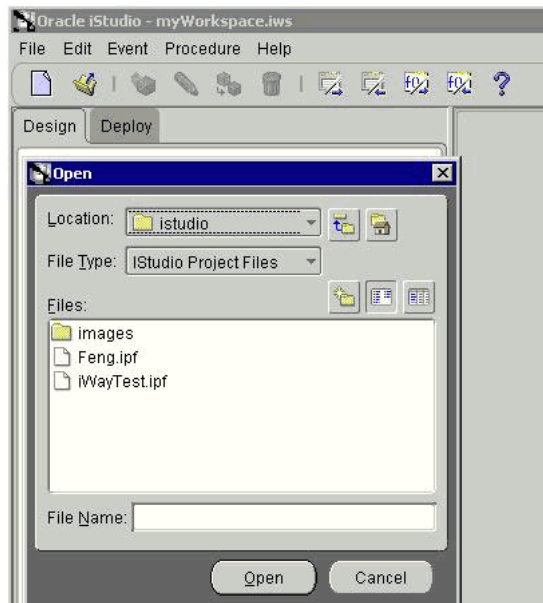 Oracle iStudio - myWorkspace.iws
File Edit Event Procedure Help
Design Deploy
Open
Location: istudio
File Type: IStudio Project Files
Files:
images
Feng.ipf
iWayTest.ipf
File Name:
Open Cancel